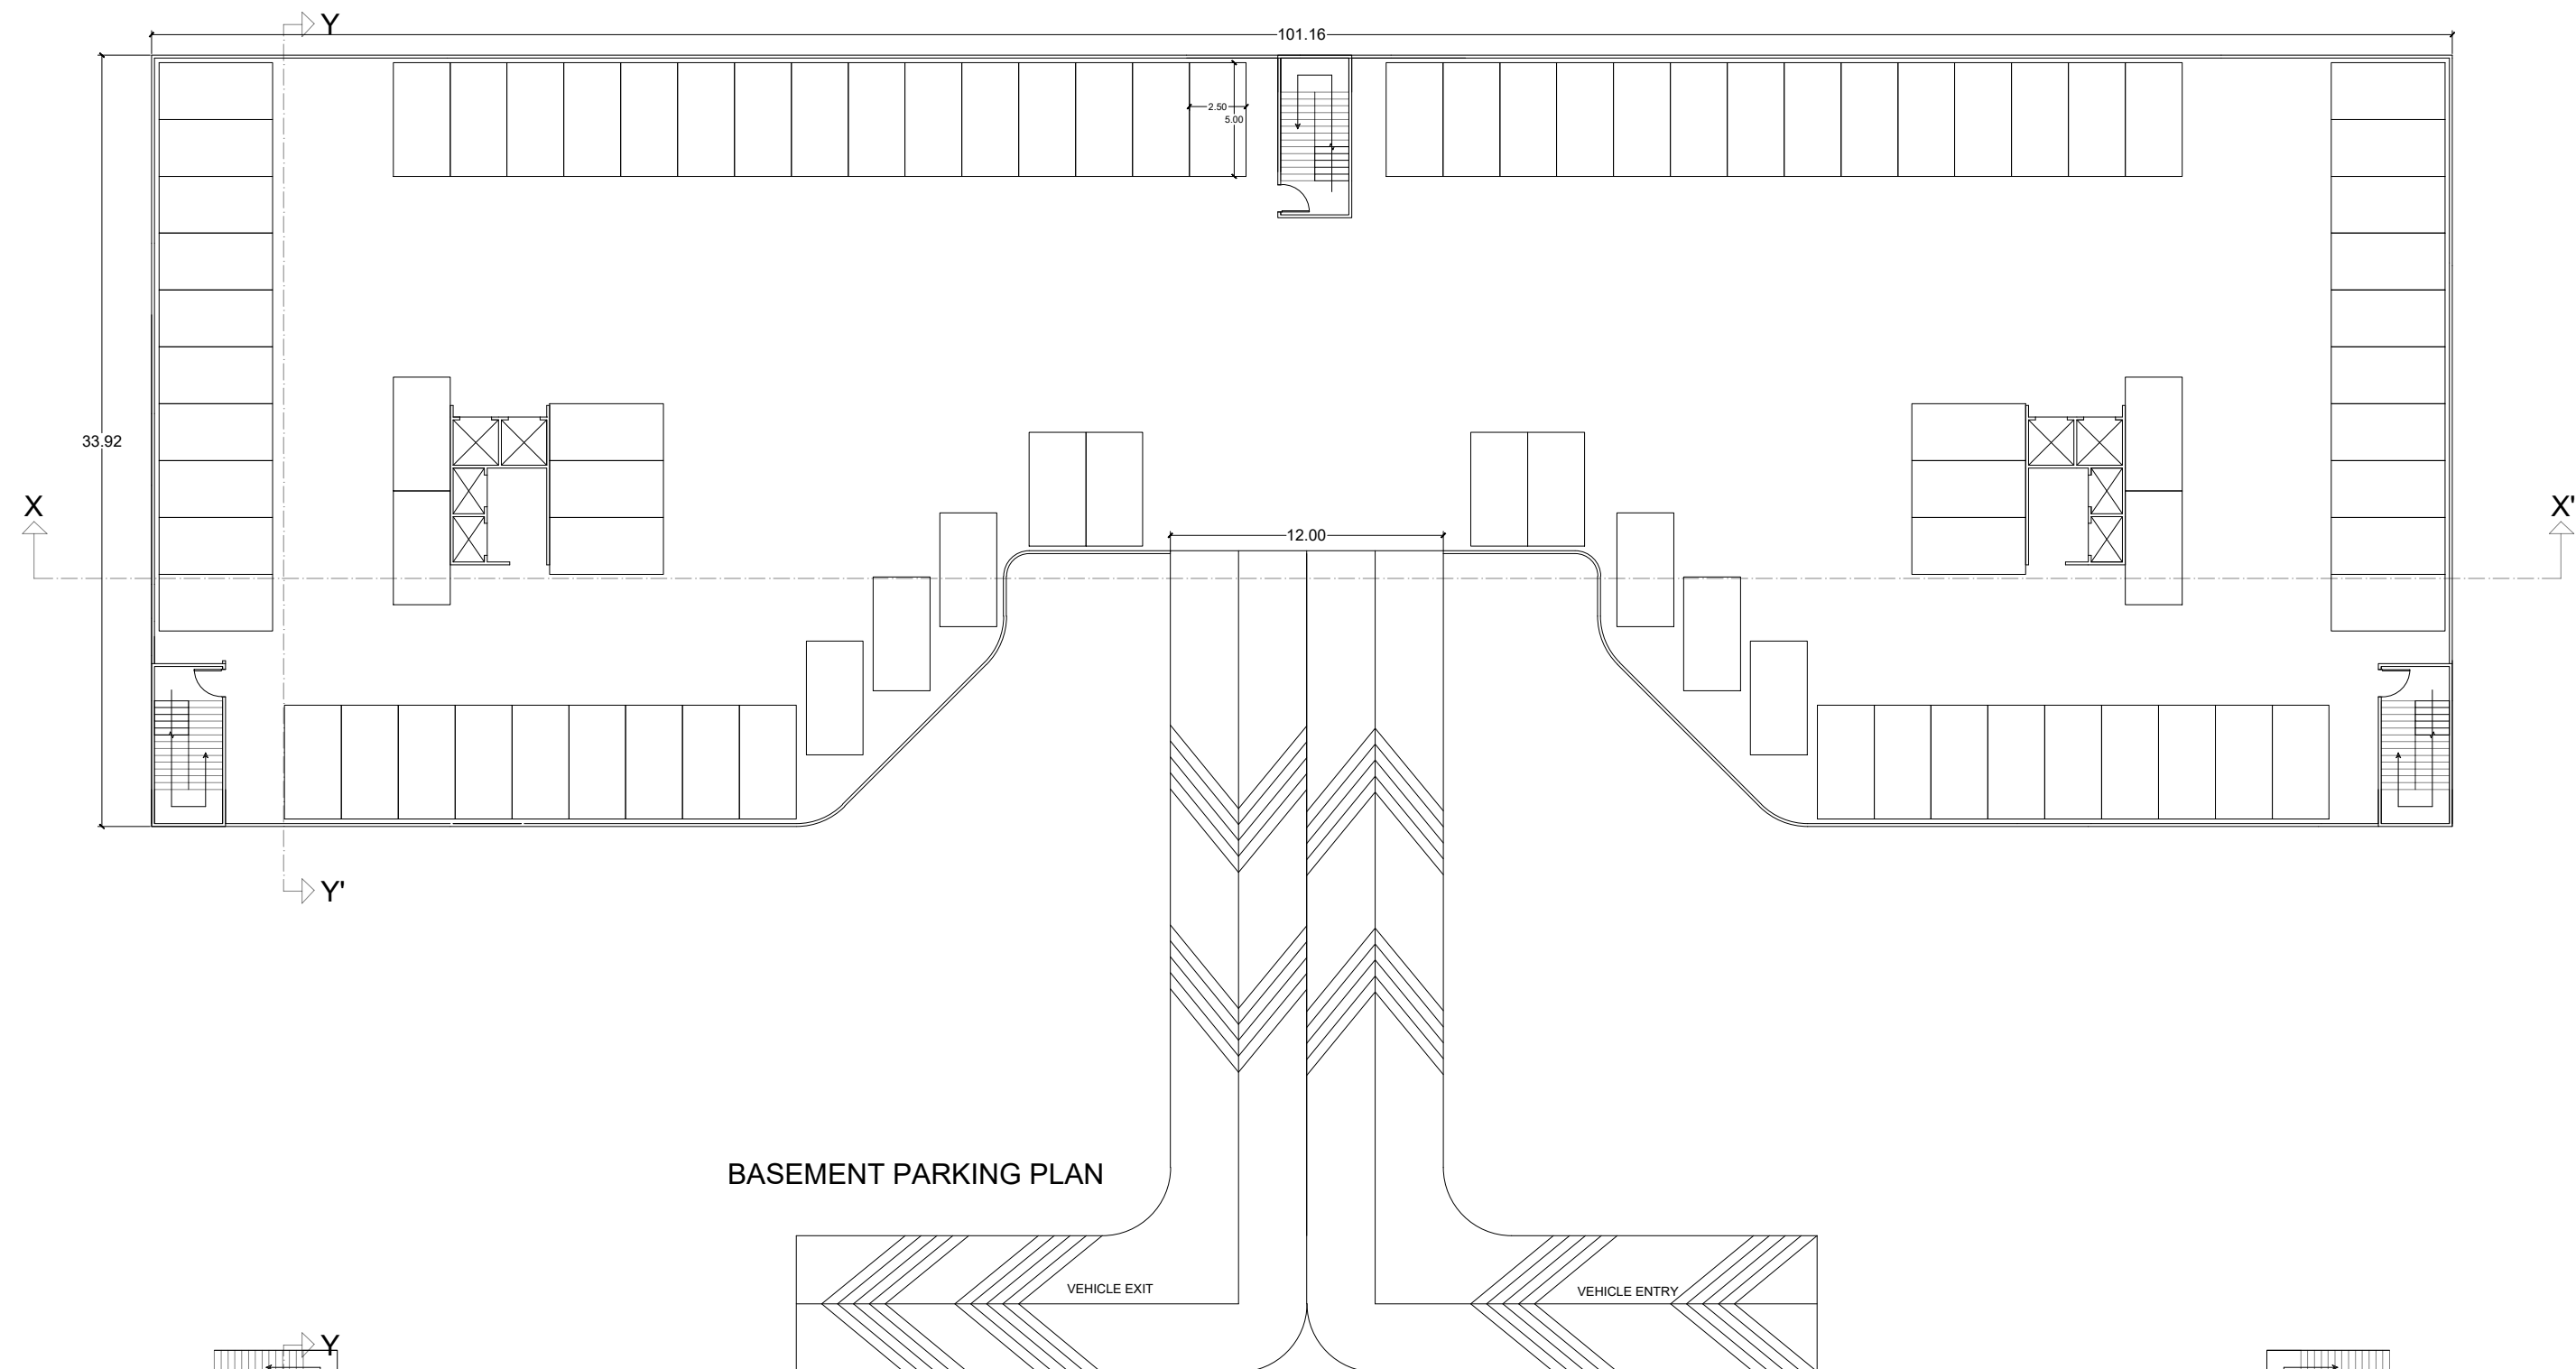 Y
101.16
2.50
5.00
33.92
X
X'
12.00
Y'
BASEMENT PARKING PLAN
VEHICLE EXIT
VEHICLE ENTRY
Y